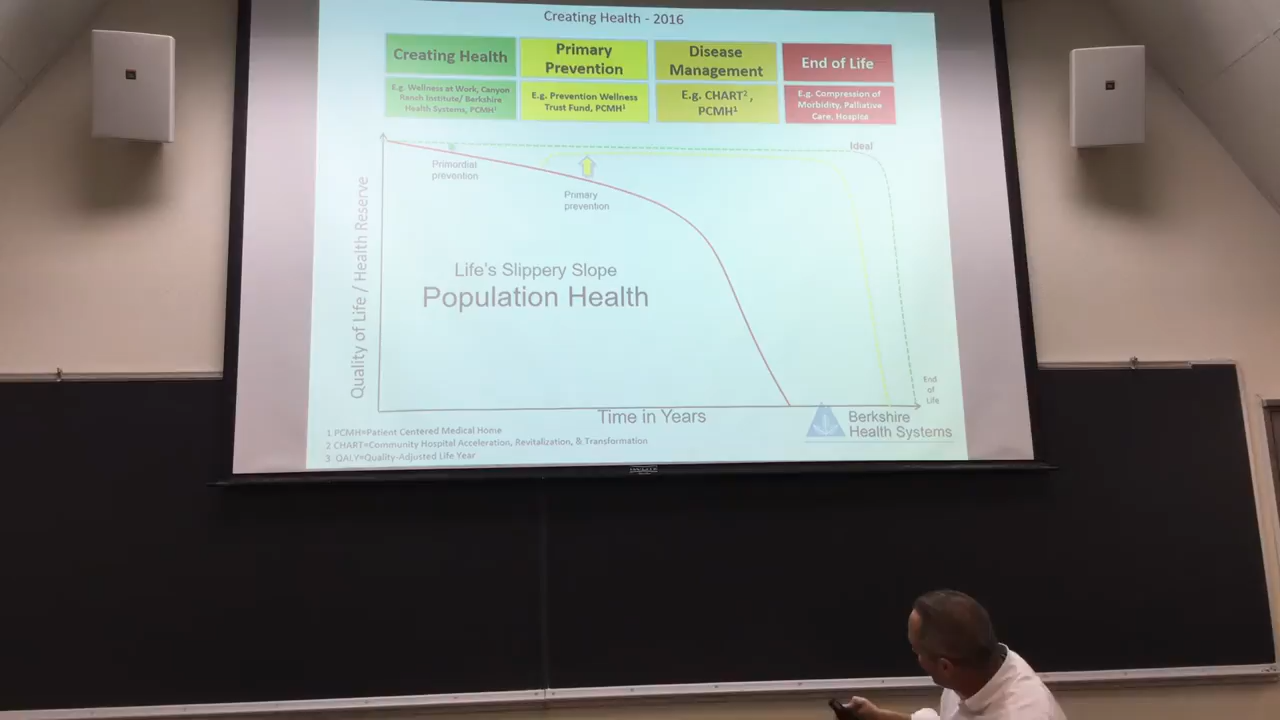 Creating Health - 2016
Creating Health
Primary
Prevention
Disease
Management
End of Life
E.g. Wellness at Work, Canyon
Ranch Institute/ Berkshire
Health Systems, PCMH¹
E.g. Prevention Wellness
Trust Fund, PCMH¹
E.g. CHART² ,
PCMH¹
E.g. Compression of
Morbidity, Palliative
Care, Hospice
Ideal
Primordial
prevention
Primary
prevention
Quality of Life / Health Reserve
Life's Slippery Slope
Population Health
End
of
Life
Time in Years
Berkshire
Health Systems
1 PCMH=Patient Centered Medical Home
2 CHART=Community Hospital Acceleration, Revitalization, & Transformation
3 QALY=Quality-Adjusted Life Year